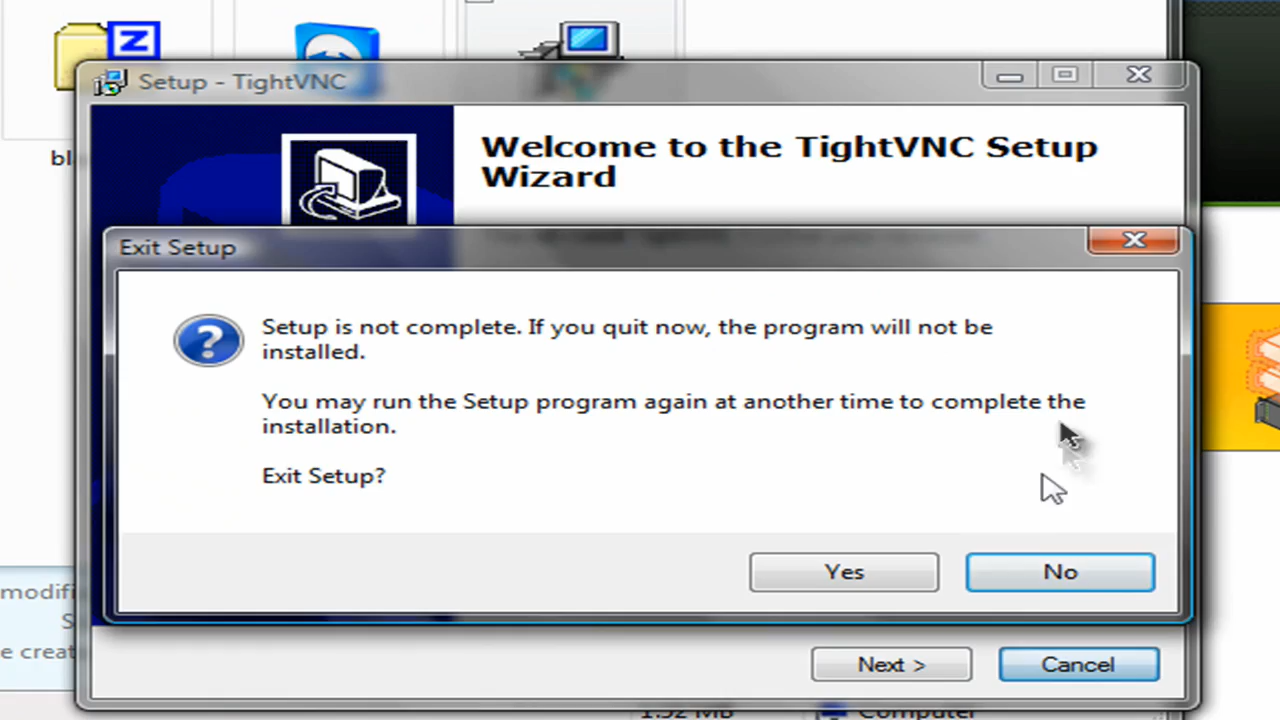 Setup - TightVNC
Welcome to the TightVNC Setup
Wizard
Exit Setup
Setup is not complete. If you quit now, the program will not be
installed.
You may run the Setup program again at another time to complete the
installation.
Exit Setup?
Yes
No
Next >
Cancel
Computer